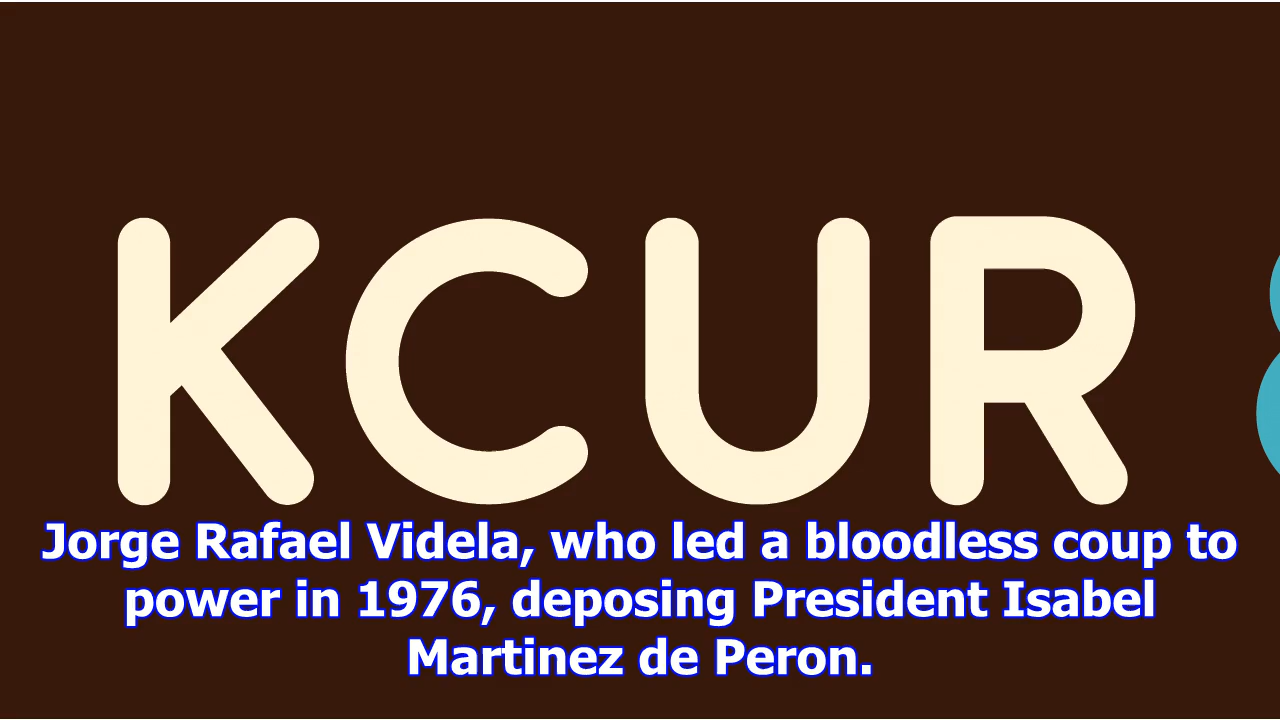 KCUR
Jorge Rafael Videla, who led a bloodless coup to
power in 1976, deposing President Isabel
Martinez de Peron.